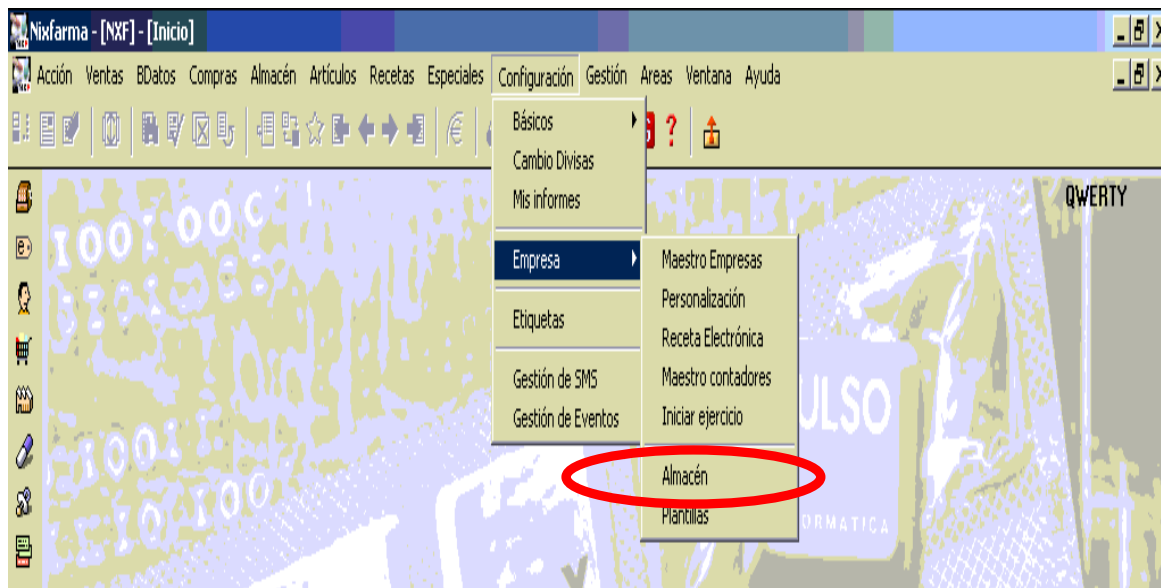 Nixfarma - [NXF] - [Inicio]
Acción Ventas BDatos Compras Almacén Artículos Recetas Especiales Configuración Gestión Areas Ventana Ayuda
Básicos
Cambio Divisas
Mis informes
Empresa
Etiquetas
Gestión de SMS
Gestión de Eventos
Maestro Empresas
Personalización
Receta Electrónica
Maestro contadores
Iniciar ejercicio
Almacén
Plantillas
QWERTY